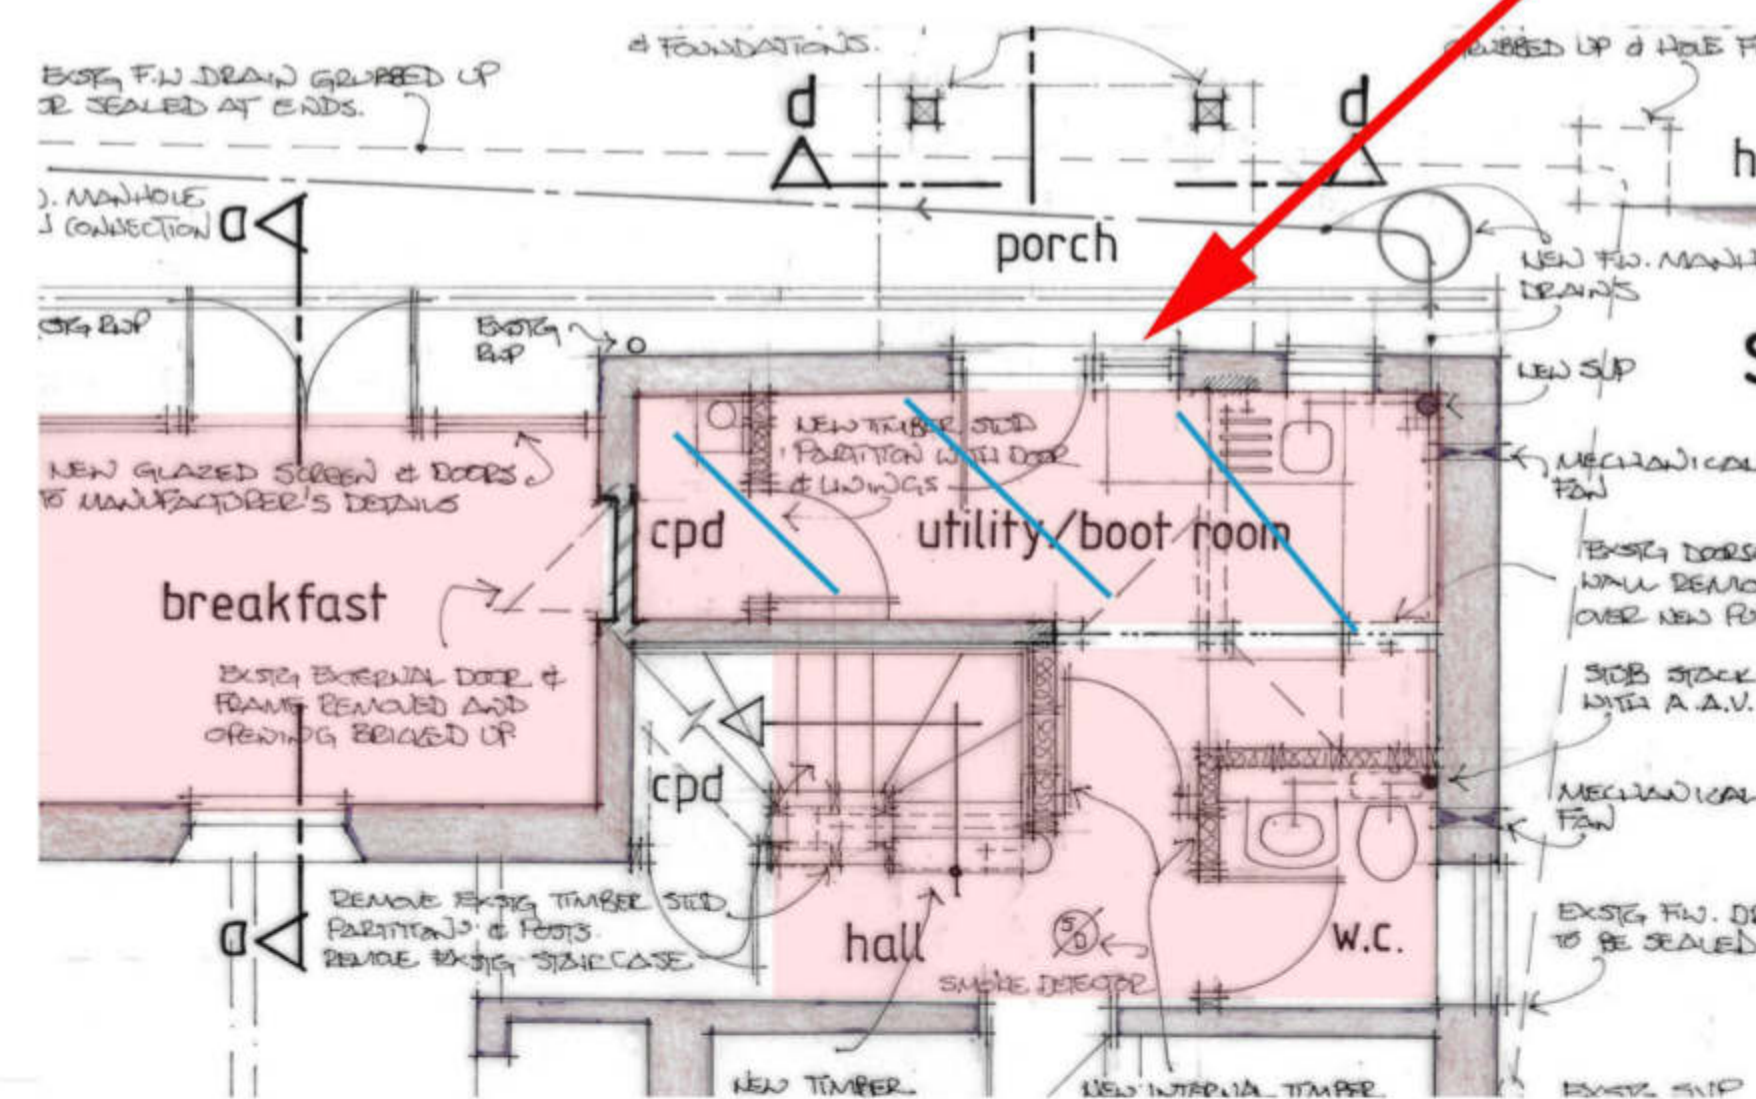 & FOUNDATIONS.
GRUBBED UP & HOLE F
EXSTG F.W DRAIN GRUBBED UP
OR SEALED AT ENDS.
d
d
h
). MANHOLE
CONNECTION
a
porch
NEW F.W. MANH
DRAINS
STG RWP
EXSTG
RWP
NEW SVP
S
NEW TIMBER STUD
PARTITION WITH DOOR
& LININGS
NEW GLAZED SCREEN & DOORS
TO MANUFACTURER'S DETAILS
MECHANICAL
FAN
cpd
utility/boot room
EXSTG DOORS
WALL REMO
OVER NEW
breakfast
EXSTG EXTERNAL DOOR &
FRAME REMOVED AND
OPENING BRICKED UP
STUB STACK
WITH A.A.V.
cpd
MECHANICAL
FAN
REMOVE EXSTG TIMBER STUD
PARTITIONS & POSTS.
REMOVE EXSTG STAIRCASE
a
hall
S/D
SMOKE DETECTOR
W.C.
EXSTG F.W. DR
TO BE SEALED
NEW TIMBER
NEW INTERNAL TIMBER
EXSTG SVP